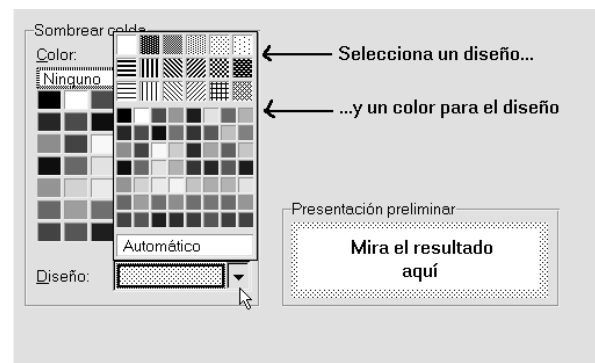 Sombrear celda
Color:
Ninguno
Selecciona un diseño...
...y un color para el diseño
Automático
Diseño:
Presentación preliminar
Mira el resultado
aquí